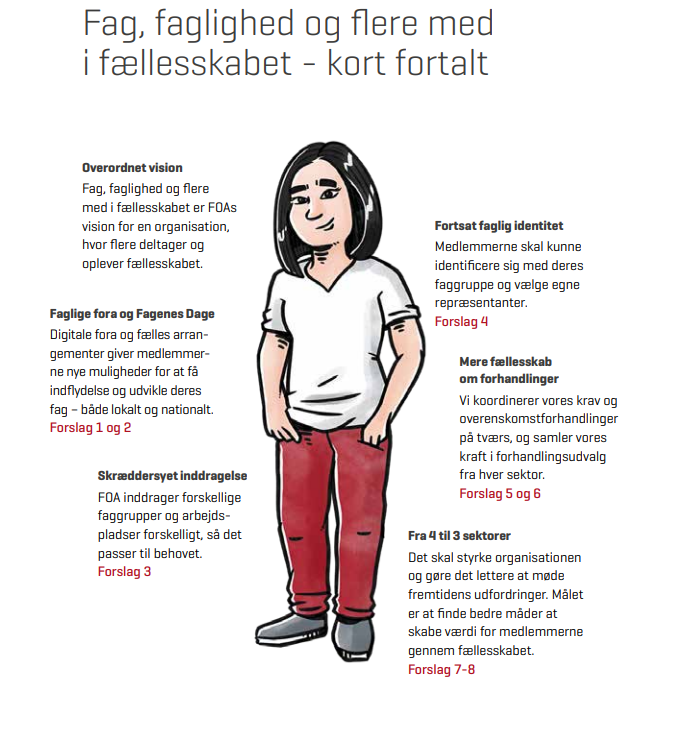 Fag, faglighed og flere med
i fællesskabet - kort fortalt
Overordnet vision
Fag, faglighed og flere
med i fællesskabet er FOAs
vision for en organisation,
hvor flere deltager og
oplever fællesskabet.
Faglige fora og Fagenes Dage
Digitale fora og fælles arran-
gementer giver medlemmer-
ne nye muligheder for at få
indflydelse og udvikle deres
fag – både lokalt og nationalt.
Forslag 1 og 2
Skræddersyet inddragelse
FOA inddrager forskellige
faggrupper og arbejds-
pladser forskelligt, så det
passer til behovet.
Forslag 3
Fortsat faglig identitet
Medlemmerne skal kunne
identificere sig med deres
faggruppe og vælge egne
repræsentanter.
Forslag 4
Mere fællesskab
om forhandlinger
Vi koordinerer vores krav og
overenskomstforhandlinger
på tværs, og samler vores
kraft i forhandlingsudvalg
fra hver sektor.
Forslag 5 og 6
Fra 4 til 3 sektorer
Det skal styrke organisationen
og gøre det lettere at møde
fremtidens udfordringer. Målet
er at finde bedre måder at
skabe værdi for medlemmerne
gennem fællesskabet.
Forslag 7-8